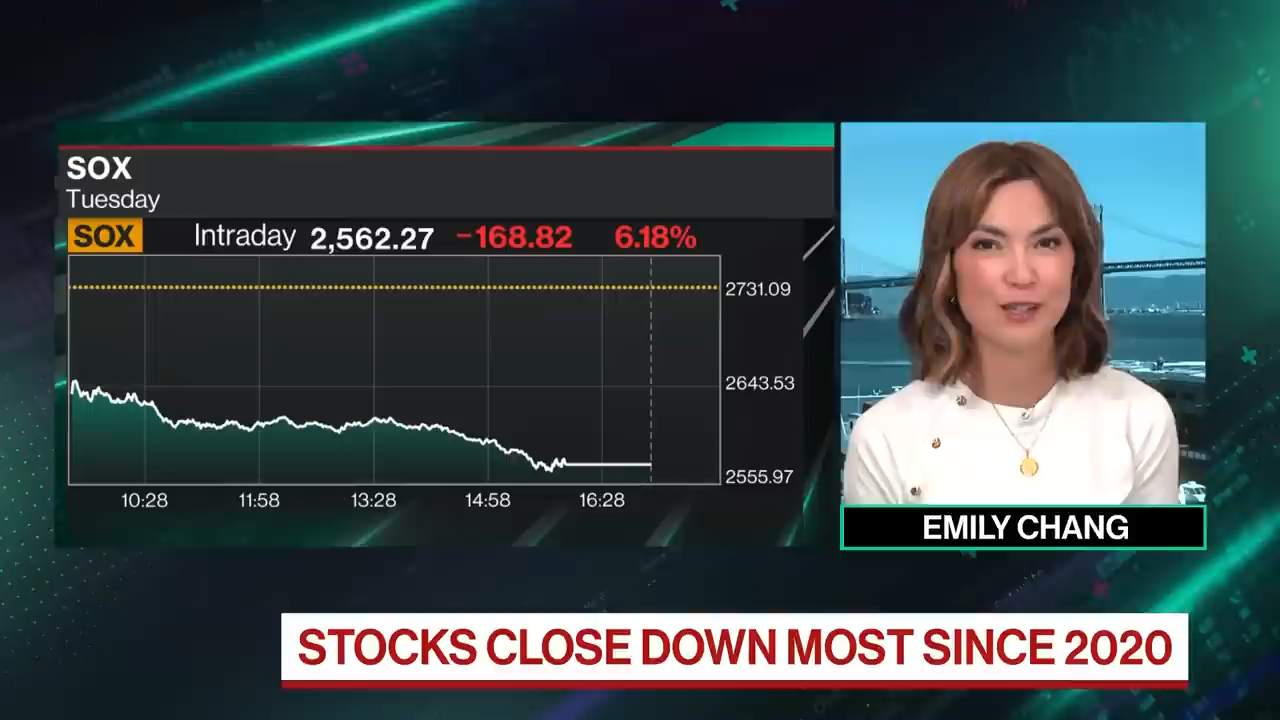 SOX
Tuesday
SOX Intraday 2,562.27 -168.82 6.18%
2731.09
2643.53
2555.97
10:28 11:58 13:28 14:58 16:28
EMILY CHANG
STOCKS CLOSE DOWN MOST SINCE 2020